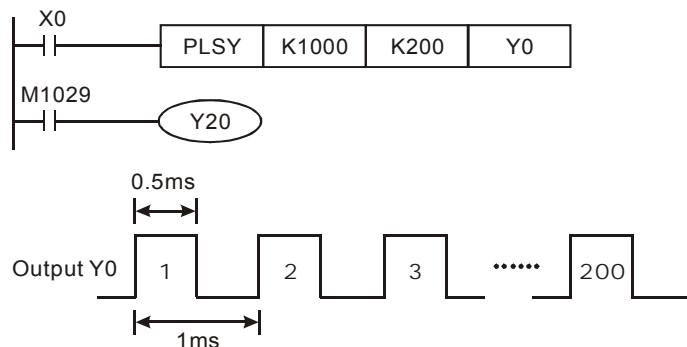 X0
PLSY K1000 K200 Y0
M1029
Y20
0.5ms
Output Y0 1 2 3 ...... 200
1ms